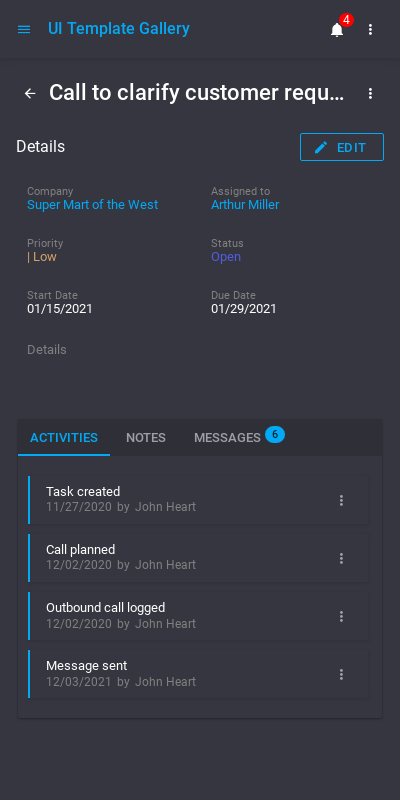 UI Template Gallery
4
Call to clarify customer requ...
Details
EDIT
Company
Super Mart of the West
Assigned to
Arthur Miller
Priority
| Low
Status
Open
Start Date
01/15/2021
Due Date
01/29/2021
Details
ACTIVITIES NOTES MESSAGES 6
Task created
11/27/2020 by John Heart
Call planned
12/02/2020 by John Heart
Outbound call logged
12/02/2020 by John Heart
Message sent
12/03/2021 by John Heart